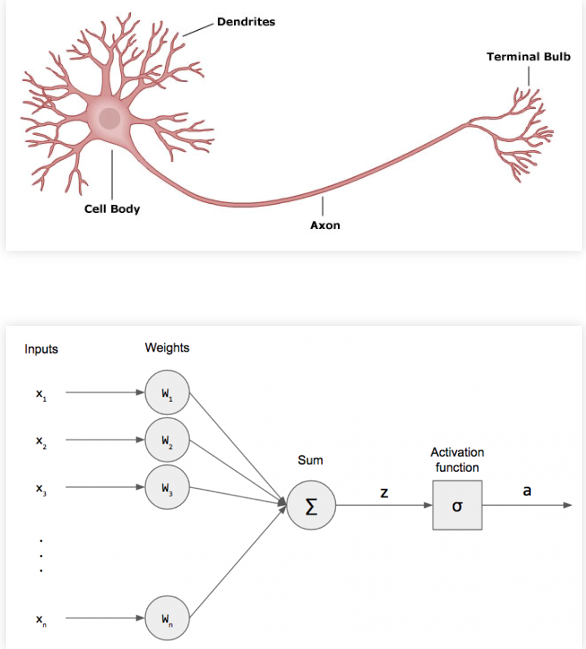 Dendrites
Terminal Bulb
Cell Body
Axon
Inputs
Weights
x₁
W₁
x₂
W₂
Sum
Activation
function
x₃
W₃
Σ
z
σ
a
.
.
.
xₙ
Wₙ